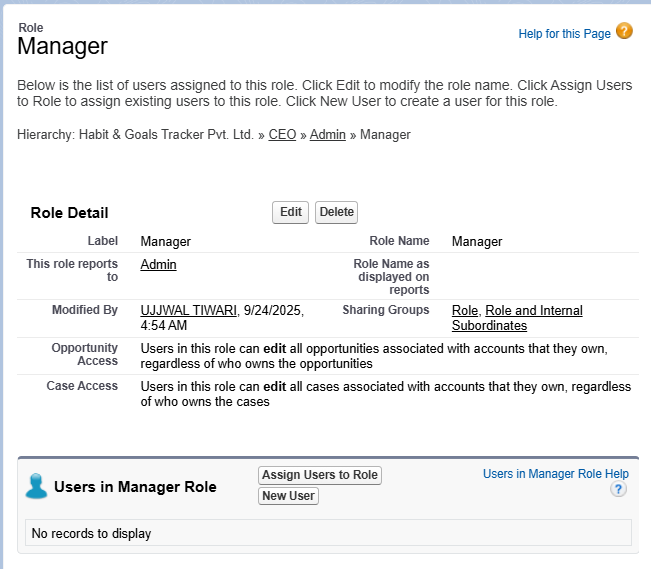 Role
Manager
Help for this Page ?
Below is the list of users assigned to this role. Click Edit to modify the role name. Click Assign Users
to Role to assign existing users to this role. Click New User to create a user for this role.
Hierarchy: Habit & Goals Tracker Pvt. Ltd. » CEO » Admin » Manager
Role Detail
Edit Delete
Label Manager Role Name Manager
This role reports
to
Admin
Role Name as
displayed on
reports
Modified By
UJJWAL TIWARI, 9/24/2025,
4:54 AM
Sharing Groups
Role, Role and Internal
Subordinates
Opportunity
Access
Users in this role can edit all opportunities associated with accounts that they own,
regardless of who owns the opportunities
Case Access
Users in this role can edit all cases associated with accounts that they own, regardless
of who owns the cases
Users in Manager Role
Assign Users to Role
New User
Users in Manager Role Help
?
No records to display